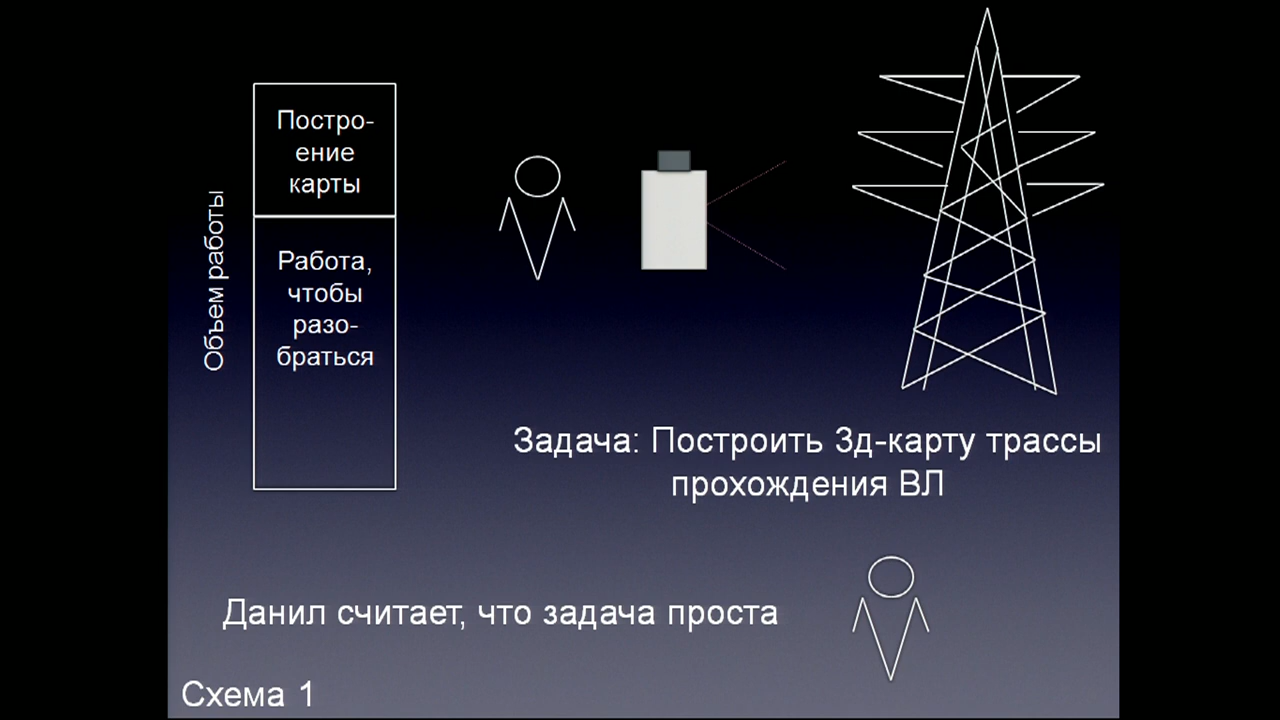 Постро-
ение
карты
Объем работы
Работа,
чтобы
разо-
браться
Задача: Построить 3д-карту трассы
прохождения ВЛ
Данил считает, что задача проста
Схема 1